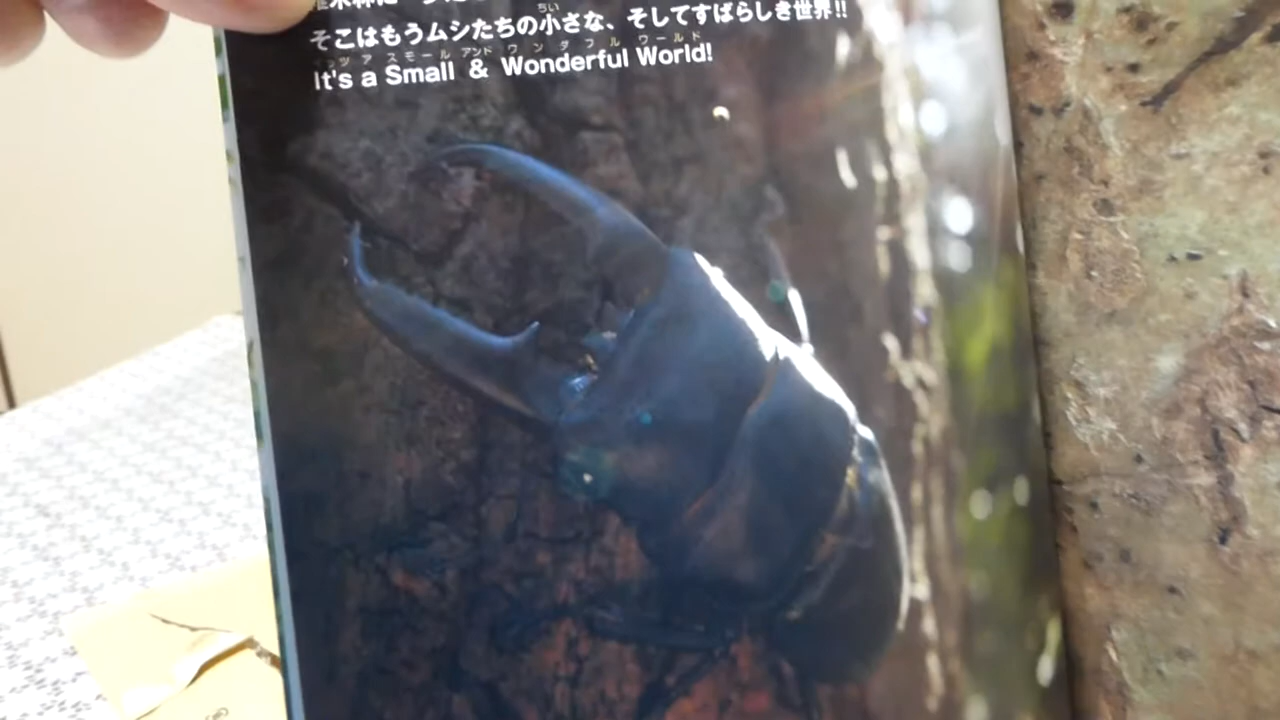 ちい
そこはもうムシたちの小さな、そしてすばらしき世界!!
ッツ ア スモール アンド ワンダフル ワールド
It's a Small & Wonderful World!